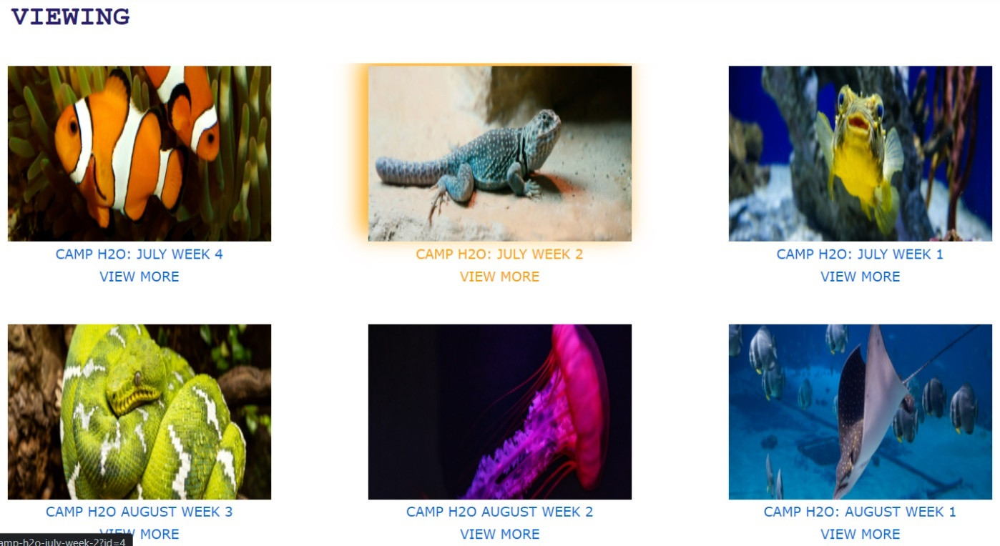 VIEWING
CAMP H2O: JULY WEEK 4
VIEW MORE
CAMP H2O: JULY WEEK 2
VIEW MORE
CAMP H2O: JULY WEEK 1
VIEW MORE
CAMP H2O AUGUST WEEK 3
VIEW MORE
CAMP H2O AUGUST WEEK 2
VIEW MORE
CAMP H2O: AUGUST WEEK 1
VIEW MORE
amp-h2o-july-week-2?id=4